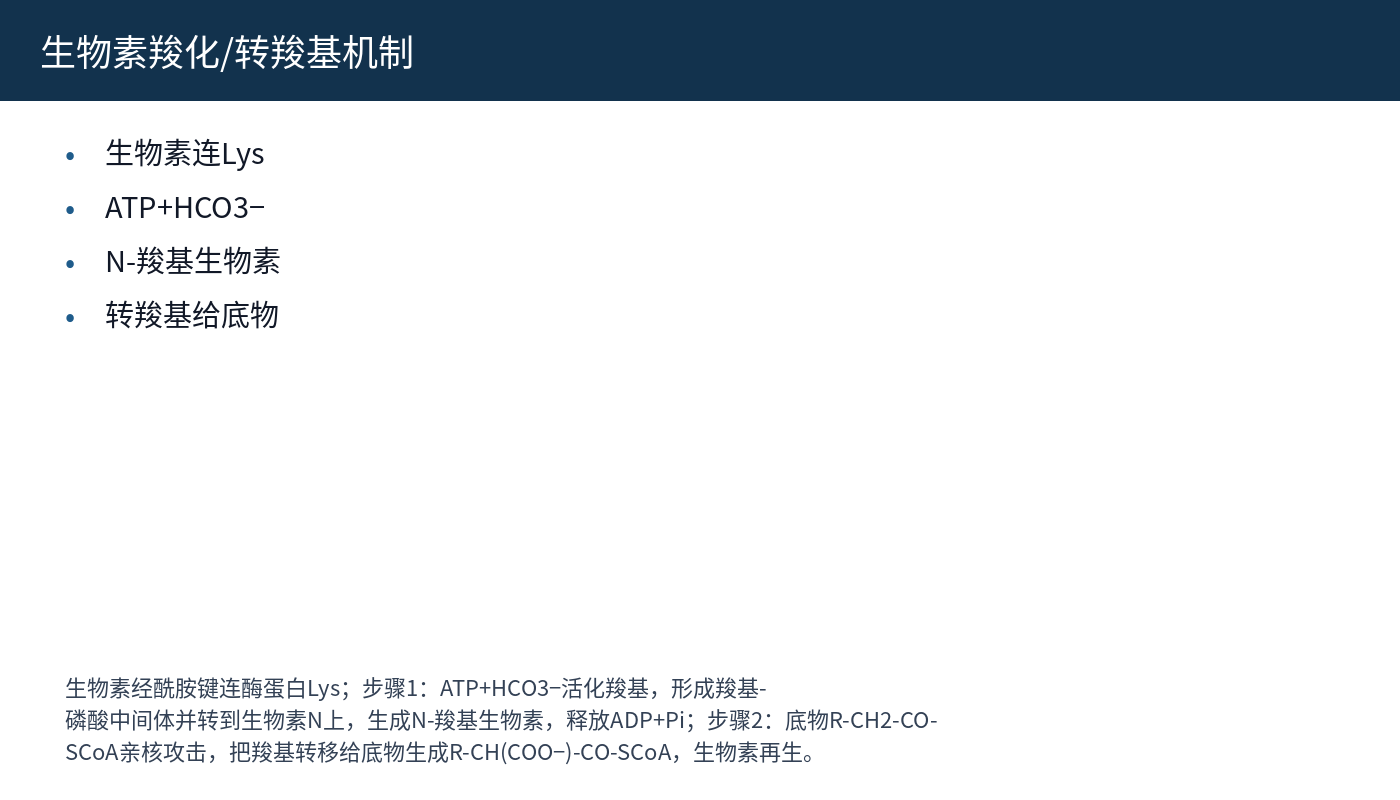 生物素羧化/转羧基机制
• 生物素连Lys
• ATP+HCO3−
• N-羧基生物素
• 转羧基给底物
生物素经酰胺键连酶蛋白Lys；步骤1：ATP+HCO3−活化羧基，形成羧基-
磷酸中间体并转到生物素N上，生成N-羧基生物素，释放ADP+Pi；步骤2：底物R-CH2-CO-
SCoA亲核攻击，把羧基转移给底物生成R-CH(COO−)-CO-SCoA，生物素再生。